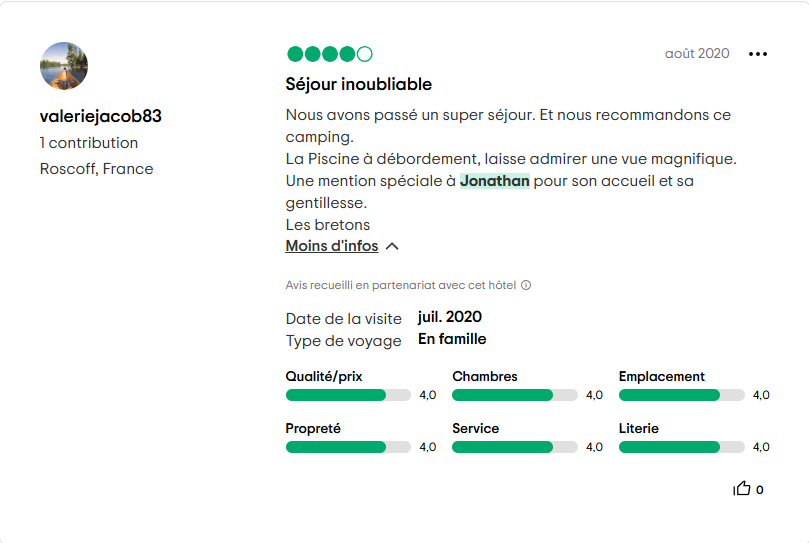 valeriejacob83
1 contribution
Roscoff, France
août 2020
Séjour inoubliable
Nous avons passé un super séjour. Et nous recommandons ce
camping.
La Piscine à débordement, laisse admirer une vue magnifique.
Une mention spéciale à Jonathan pour son accueil et sa
gentillesse.
Les bretons
Moins d'infos
Avis recueilli en partenariat avec cet hôtel
Date de la visite juil. 2020
Type de voyage En famille
Qualité/prix
4,0
Chambres
4,0
Emplacement
4,0
Propreté
4,0
Service
4,0
Literie
4,0
0